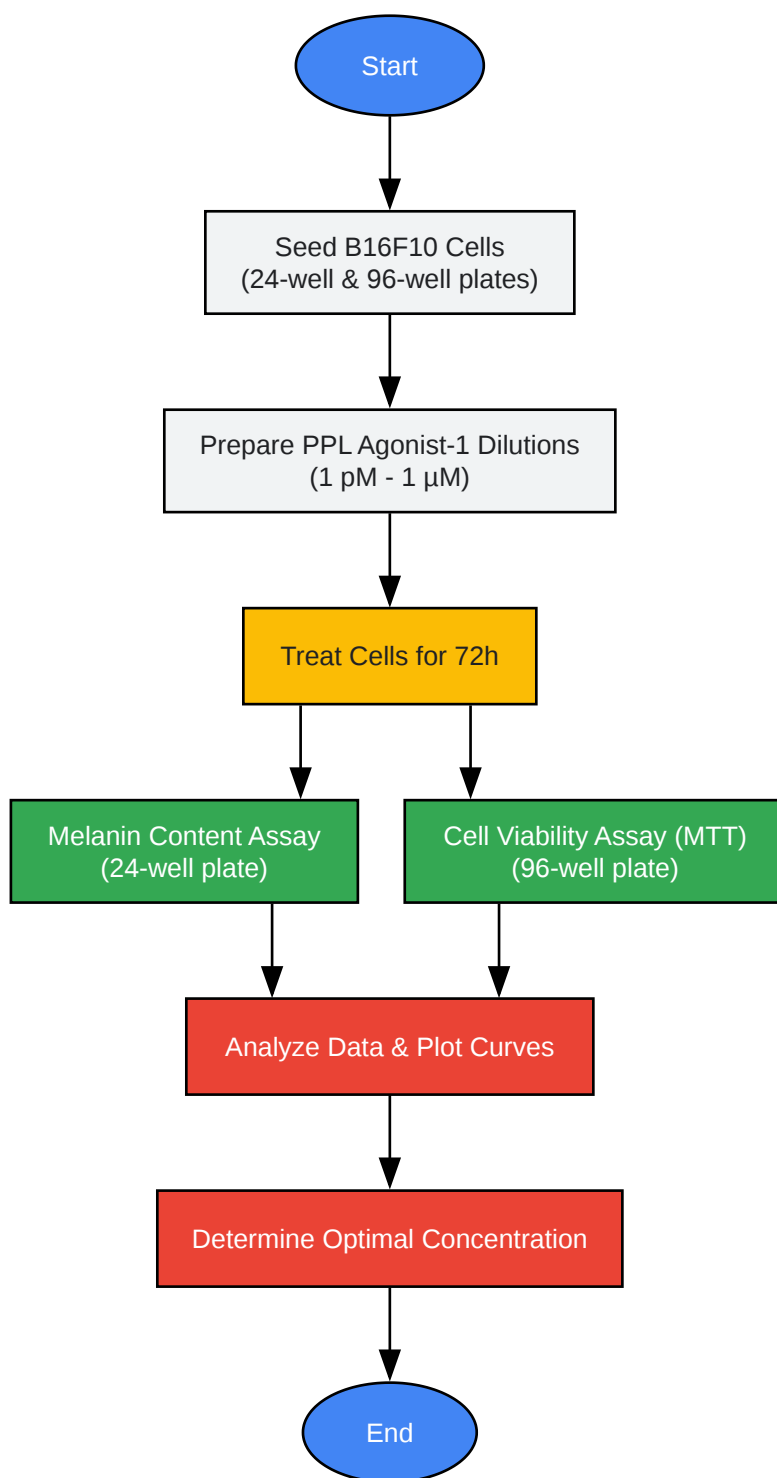 Start
Seed B16F10 Cells
(24-well & 96-well plates)
Prepare PPL Agonist-1 Dilutions
(1 pM - 1 µM)
Treat Cells for 72h
Melanin Content Assay
(24-well plate)
Cell Viability Assay (MTT)
(96-well plate)
Analyze Data & Plot Curves
Determine Optimal Concentration
End